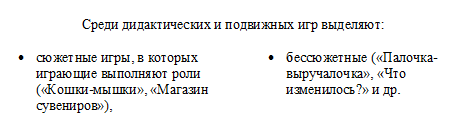 Среди дидактических и подвижных игр выделяют:
• сюжетные игры, в которых
играющие выполняют роли
(«Кошки-мышки», «Магазин
сувениров»),
• бессюжетные («Палочка-
выручалочка», «Что
изменилось?» и др.